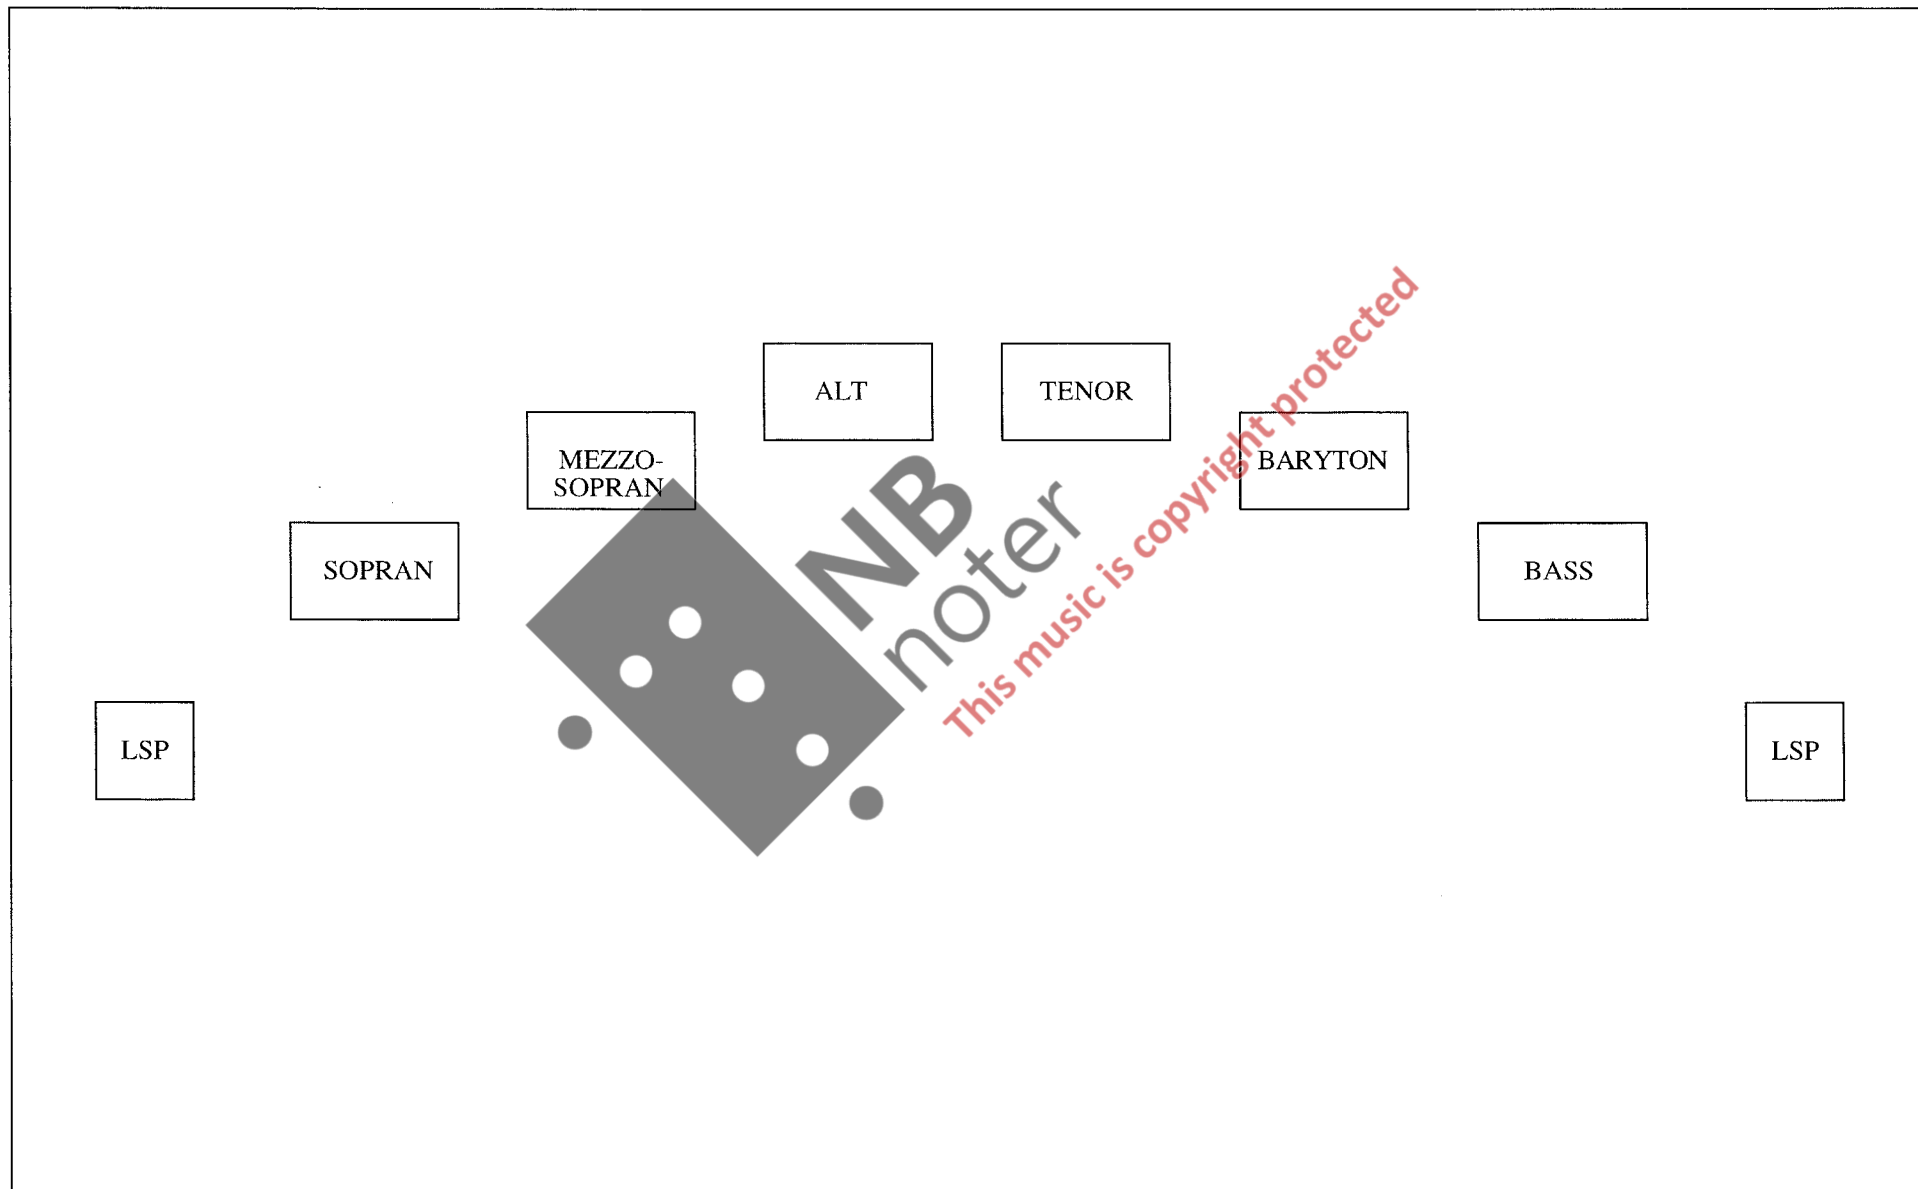 ALT
TENOR
MEZZO-
SOPRAN
BARYTON
SOPRAN
BASS
LSP
LSP
NB
noter
This music is copyright protected